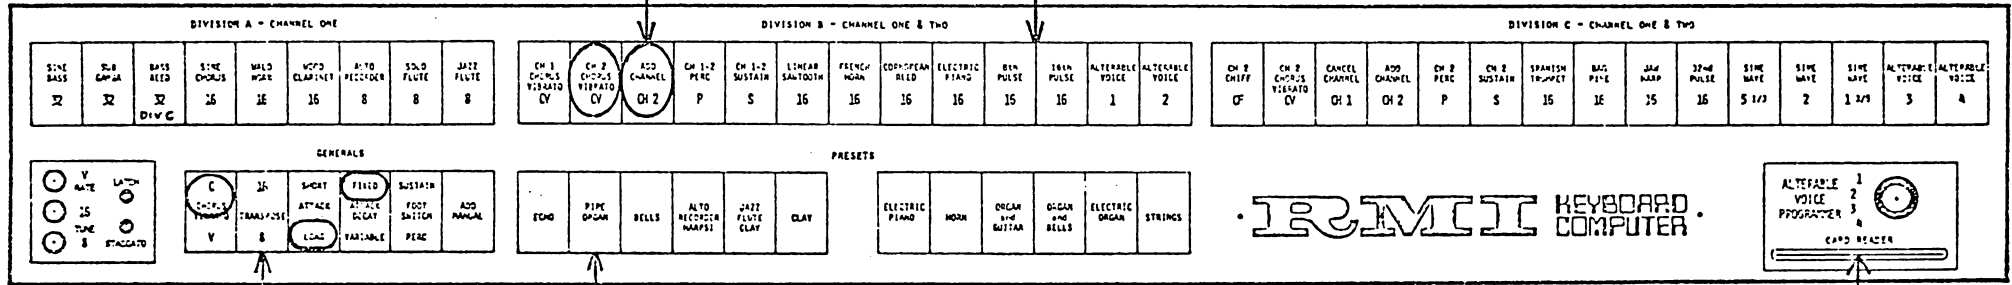 DIVISION A - CHANNEL ONE
DIVISION B - CHANNEL ONE & TWO
DIVISION C - CHANNEL ONE & TWO
SINE BASS 32
SUB GAMBA 32
BASS REED 32 DIV C
SINE CHORUS 16
WALD HORN 16
WOOD CLARINET 16
ALTO RECORDER 8
SOLO FLUTE 8
JAZZ FLUTE 8
CH 1 CHORUS VIBRATO CV
CH 2 CHORUS VIBRATO CV
ADD CHANNEL CH 2
CH 1-2 PERC P
CH 1-2 SUSTAIN S
LINEAR SAWTOOTH 16
FRENCH HORN 16
CORNOPEAN REED 16
ELECTRIC PIANO 16
8TH PULSE 16
16TH PULSE 16
ALTERABLE VOICE 1
ALTERABLE VOICE 2
CH 2 CHIFF CF
CH 2 CHORUS VIBRATO CV
CANCEL CHANNEL CH 1
ADD CHANNEL CH 2
CH 2 PERC P
CH 2 SUSTAIN S
SPANISH TRUMPET 16
BAG PIPE 16
JAW HARP 16
32ND PULSE 16
SINE WAVE 5 1/3
SINE WAVE 2
SINE WAVE
ALTERABLE VOICE 3
ALTERABLE VOICE 4
GENERALS
PRESETS
V RATE
LATCH
16
TUNE
8
STACCATO
C CHORUS VIBRATO V
16 TRANSPOSE 8
SHORT ATTACK LONG
FIXED ATTACK DECAY VARIABLE
SUSTAIN FOOT SWITCH PERC
ADD MANUAL
ECHO
PIPE ORGAN
BELLS
ALTO RECORDER HARPSI
JAZZ FLUTE CLAV
CLAV
ELECTRIC PIANO
HORN
ORGAN and GUITAR
ORGAN and BELLS
ELECTRIC ORGAN
STRINGS
RMI KEYBOARD COMPUTER
ALTERABLE VOICE PROGRAMMER
1
2
3
4
CARD READER